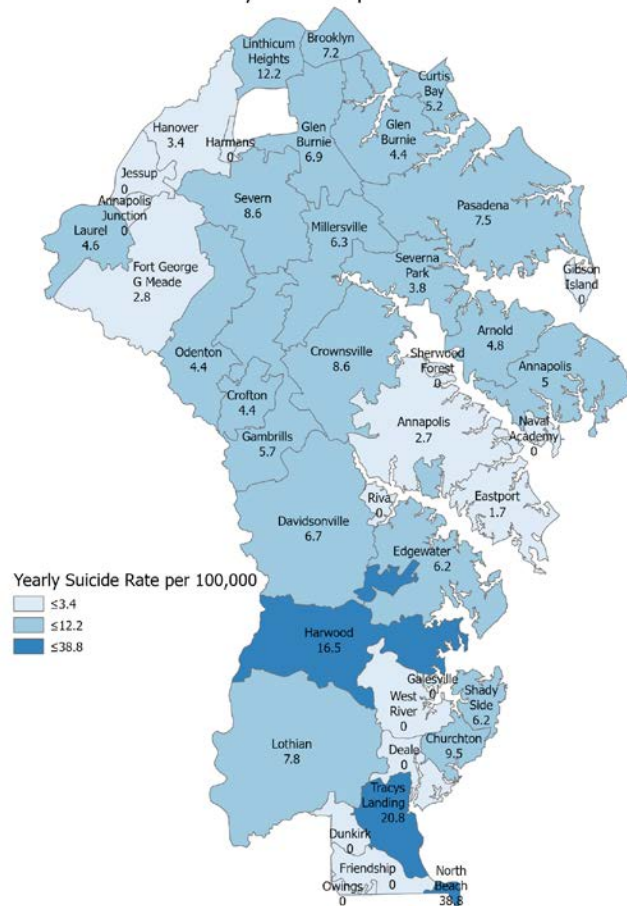 Linthicum
Heights
12.2
Brooklyn
7.2
Curtis
Bay
5.2
Hanover
3.4
Harmans
0
Glen
Burnie
6.9
Glen
Burnie
4.4
Jessup
0
Annapolis
Junction
0
Laurel
4.6
Severn
8.6
Millersville
6.3
Pasadena
7.5
Fort George
G Meade
2.8
Severna
Park
3.8
Gibson
Island
0
Odenton
4.4
Crownsville
8.6
Sherwood
Forest
0
Arnold
4.8
Annapolis
5
Crofton
4.4
Gambrills
5.7
Annapolis
2.7
Naval
Academy
0
Riva
0
Eastport
1.7
Davidsonville
6.7
Edgewater
6.2
Yearly Suicide Rate per 100,000
≤3.4
≤12.2
≤38.8
Harwood
16.5
Galesville
0
West
River
0
Shady
Side
6.2
Lothian
7.8
Deale
0
Churchton
9.5
Tracys
Landing
20.8
Dunkirk
0
Friendship
0
Owings
0
North
Beach
38.8